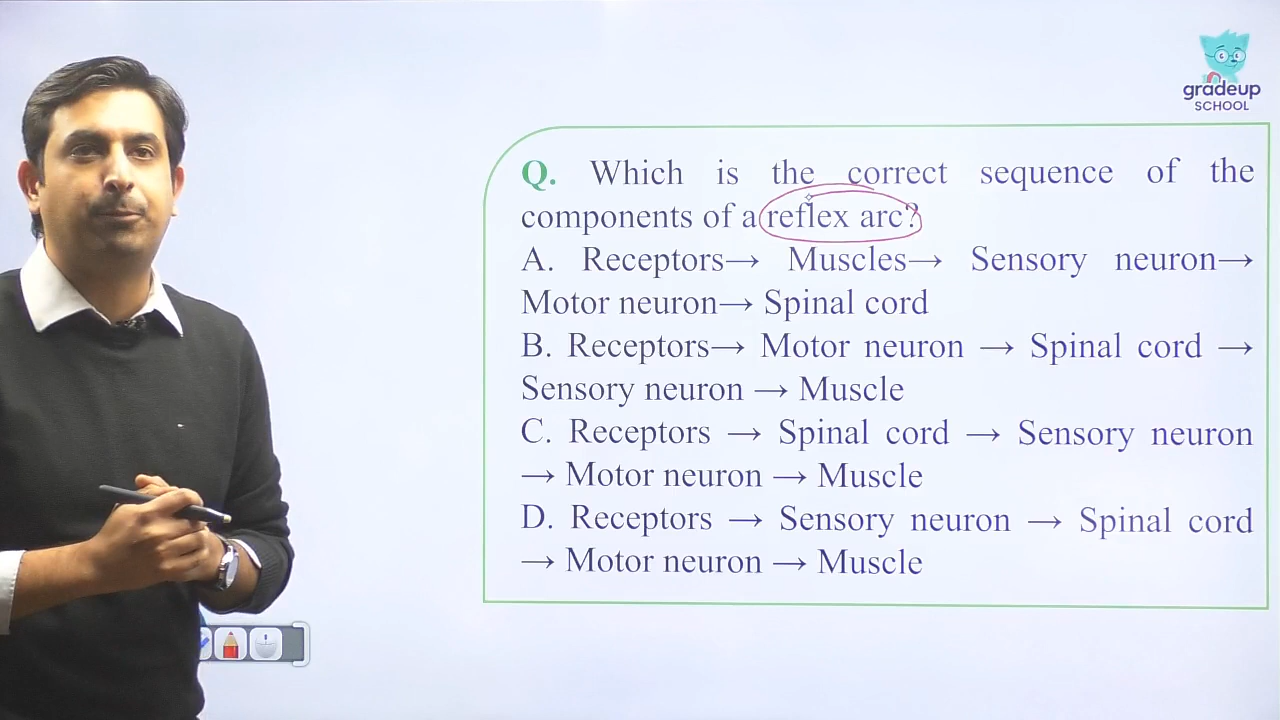 gradeup
SCHOOL
Q. Which is the correct sequence of the
components of a reflex arc?
A. Receptors→ Muscles→ Sensory neuron→
Motor neuron→ Spinal cord
B. Receptors→ Motor neuron → Spinal cord →
Sensory neuron → Muscle
C. Receptors → Spinal cord → Sensory neuron
→ Motor neuron → Muscle
D. Receptors → Sensory neuron → Spinal cord
→ Motor neuron → Muscle